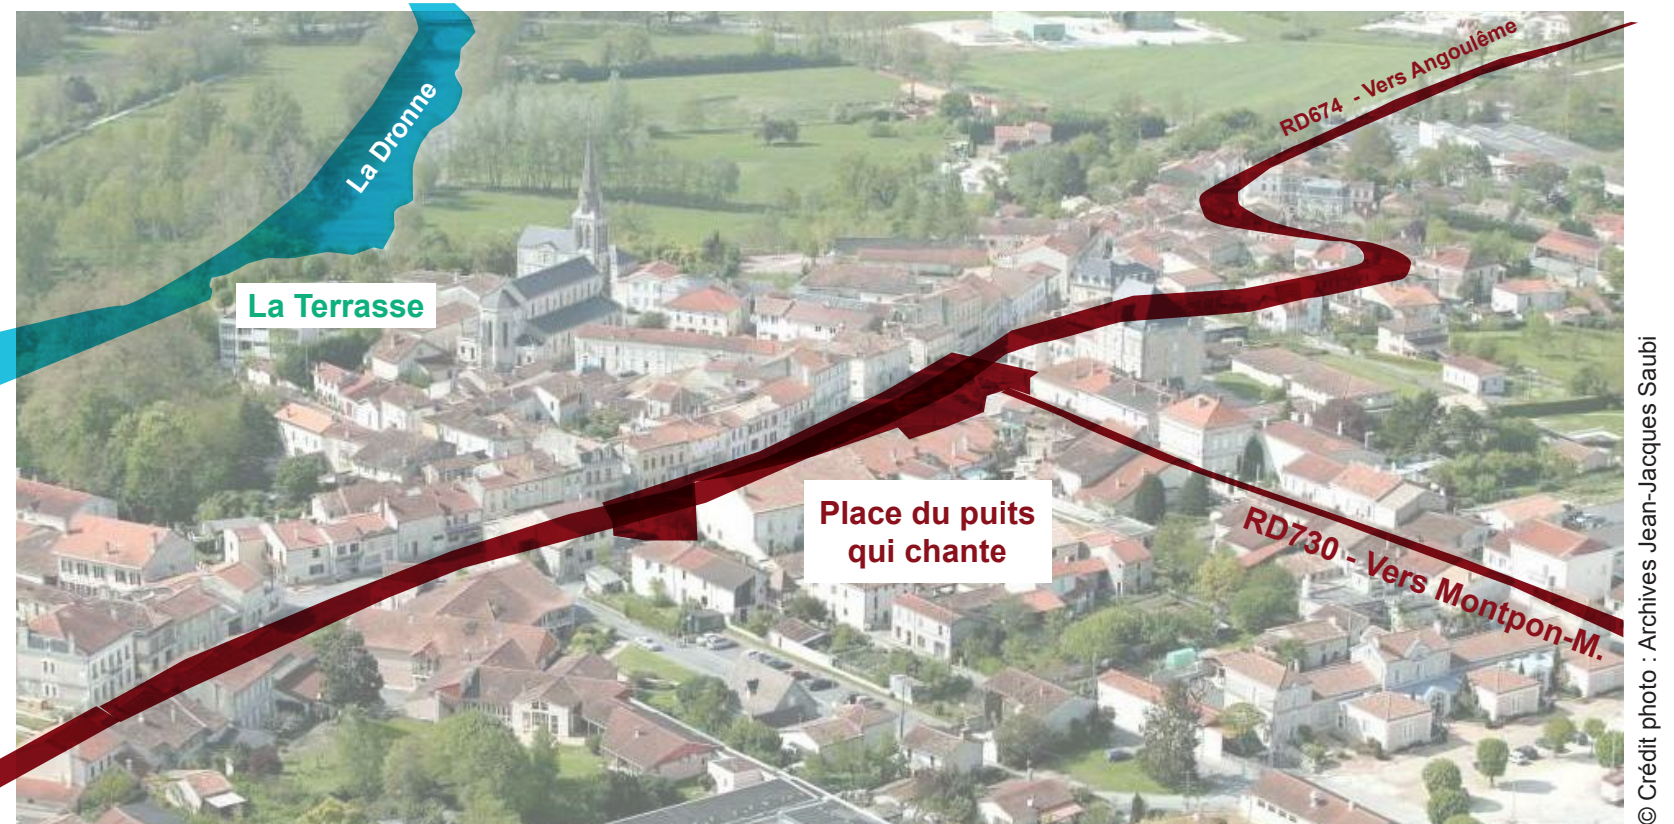 RD674 - Vers Angoulême
La Dronne
La Terrasse
Place du puits
qui chante
RD730 - Vers Montpon-M.
© Crédit photo : Archives Jean-Jacques Saubi